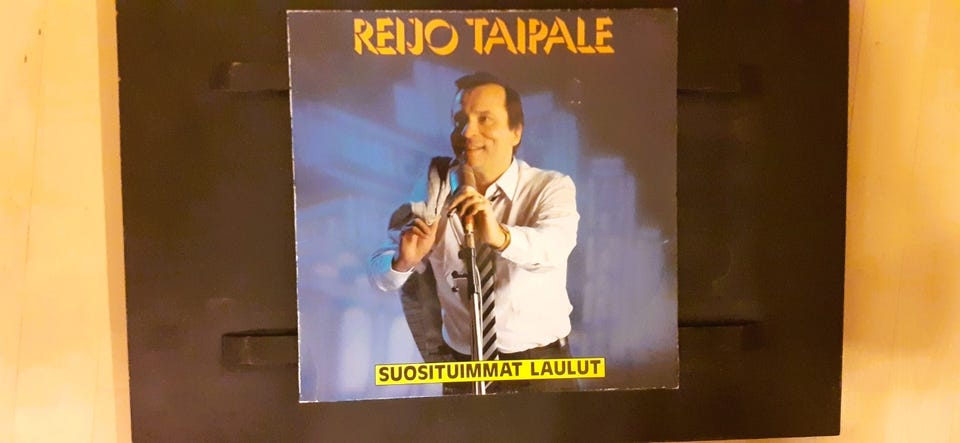 REIJO TAIPALE
SUOSITUIMMAT LAULUT